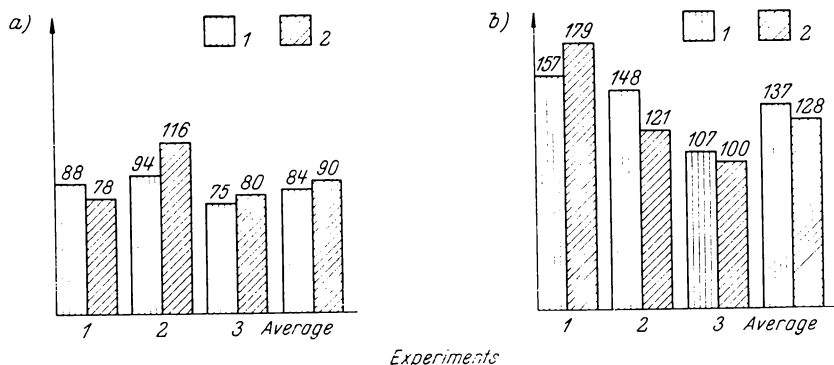 a)
1 2
88 78 94 116 75 80 84 90
1 2 3 Average
b)
1 2
157 179 148 121 107 100 137 128
1 2 3 Average
Experiments